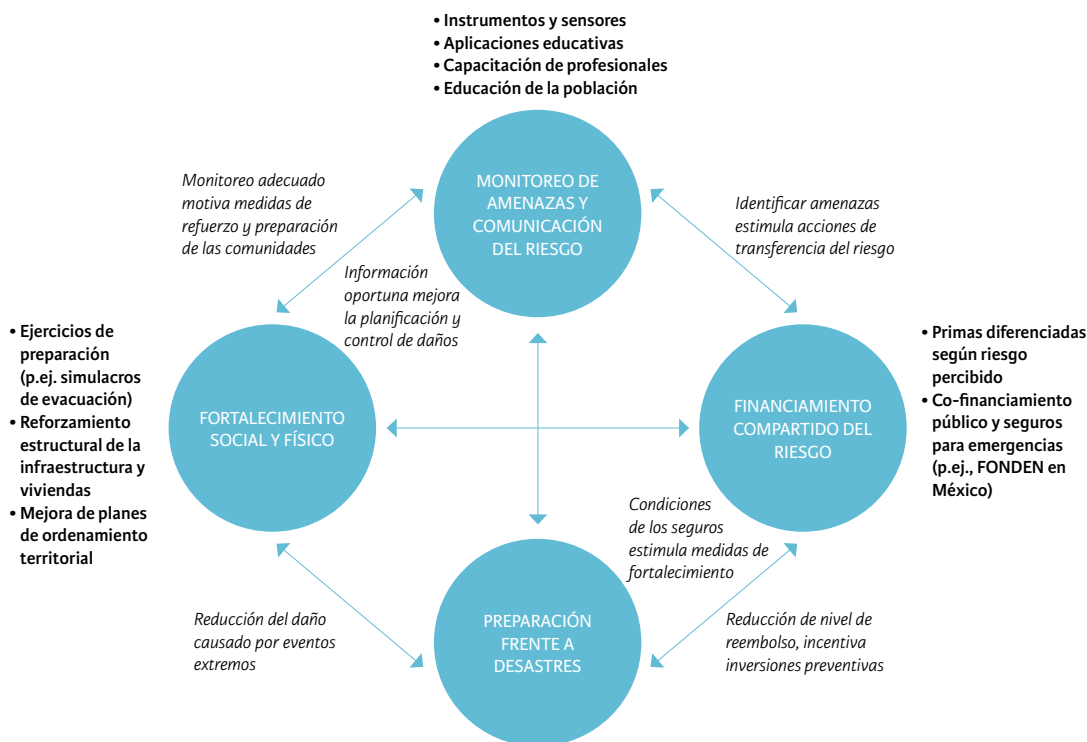 • Instrumentos y sensores
• Aplicaciones educativas
• Capacitación de profesionales
• Educación de la población
MONITOREO DE
AMENAZAS Y
COMUNICACIÓN
DEL RIESGO
Monitoreo adecuado
motiva medidas de
refuerzo y preparación
de las comunidades
Identificar amenazas
estimula acciones de
transferencia del riesgo
Información
oportuna mejora
la planificación y
control de daños
• Ejercicios de
preparación
(p.ej. simulacros
de evacuación)
• Reforzamiento
estructural de la
infraestructura y
viviendas
• Mejora de planes
de ordenamiento
territorial
FORTALECIMIENTO
SOCIAL Y FÍSICO
FINANCIAMIENTO
COMPARTIDO DEL
RIESGO
• Primas diferenciadas
según riesgo
percibido
• Co-financiamiento
público y seguros
para emergencias
(p.ej., FONDEN en
México)
Condiciones
de los seguros
estimula medidas de
fortalecimiento
Reducción del daño
causado por eventos
extremos
PREPARACIÓN
FRENTE A
DESASTRES
Reducción de nivel de
reembolso, incentiva
inversiones preventivas